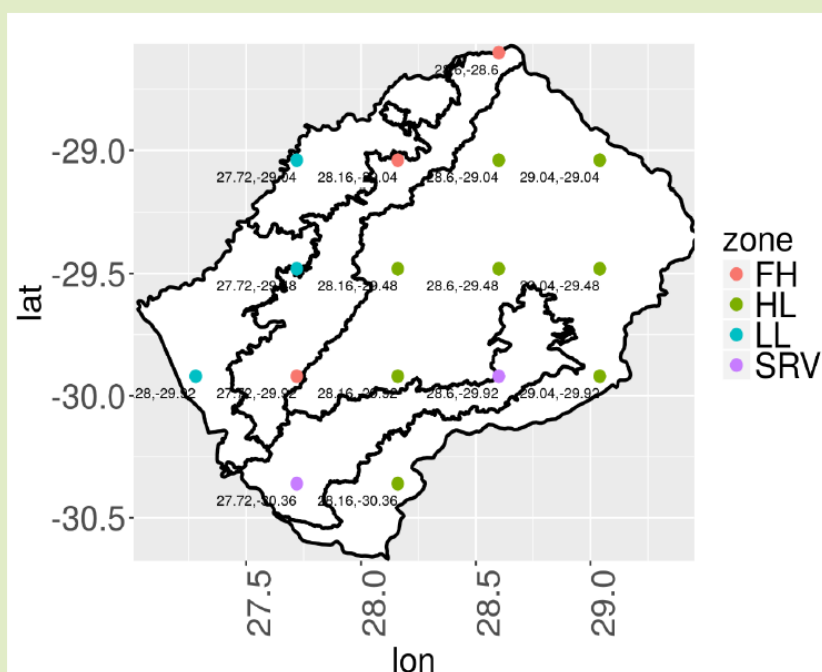 28.6,-28.6
-29.0
27.72,-29.04 28.16,-29.04 28.6,-29.04 29.04,-29.04
zone
FH
HL
LL
SRV
-29.5
27.72,-29.48 28.16,-29.48 28.6,-29.48 29.04,-29.48
lat
-30.0
28,-29.92 27.72,-29.92 28.16,-29.92 28.6,-29.92 29.04,-29.92
27.72,-30.36 28.16,-30.36
-30.5
27.5 28.0 28.5 29.0
lon